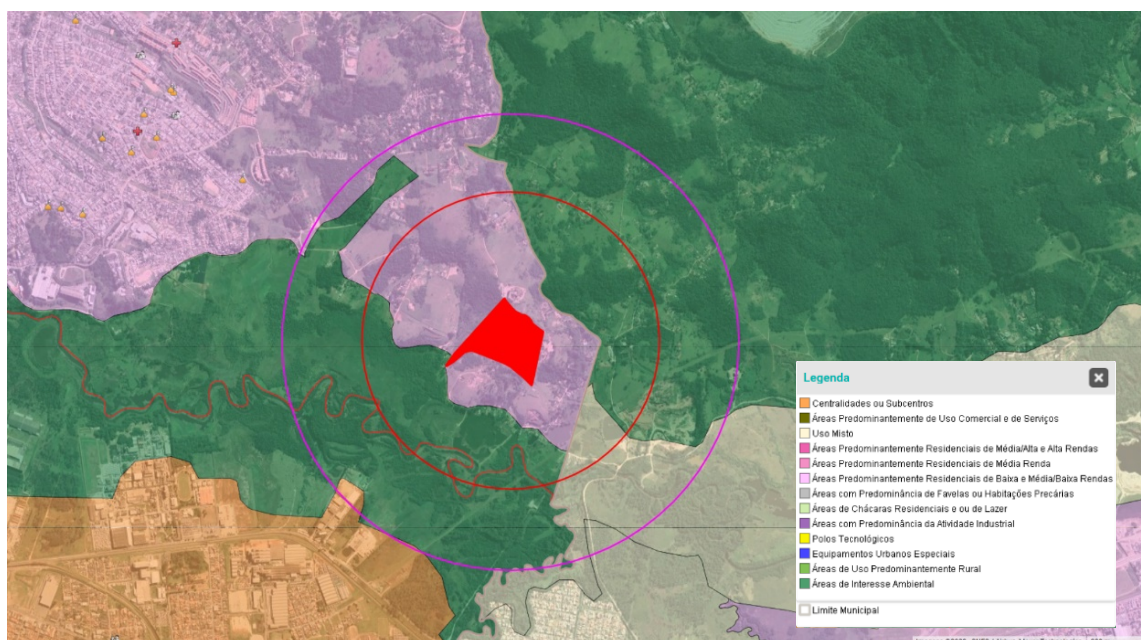 Legenda
Centralidades ou Subcentros
Áreas Predominantemente de Uso Comercial e de Serviços
Uso Misto
Áreas Predominantemente Residenciais de Média/Alta e Alta Rendas
Áreas Predominantemente Residenciais de Média Renda
Áreas Predominantemente Residenciais de Baixa e Média/Baixa Rendas
Áreas com Predominância de Favelas ou Habitações Precárias
Áreas de Chácaras Residenciais e ou de Lazer
Áreas com Predominância da Atividade Industrial
Polos Tecnológicos
Equipamentos Urbanos Especiais
Áreas de Uso Predominantemente Rural
Áreas de Interesse Ambiental
Limite Municipal